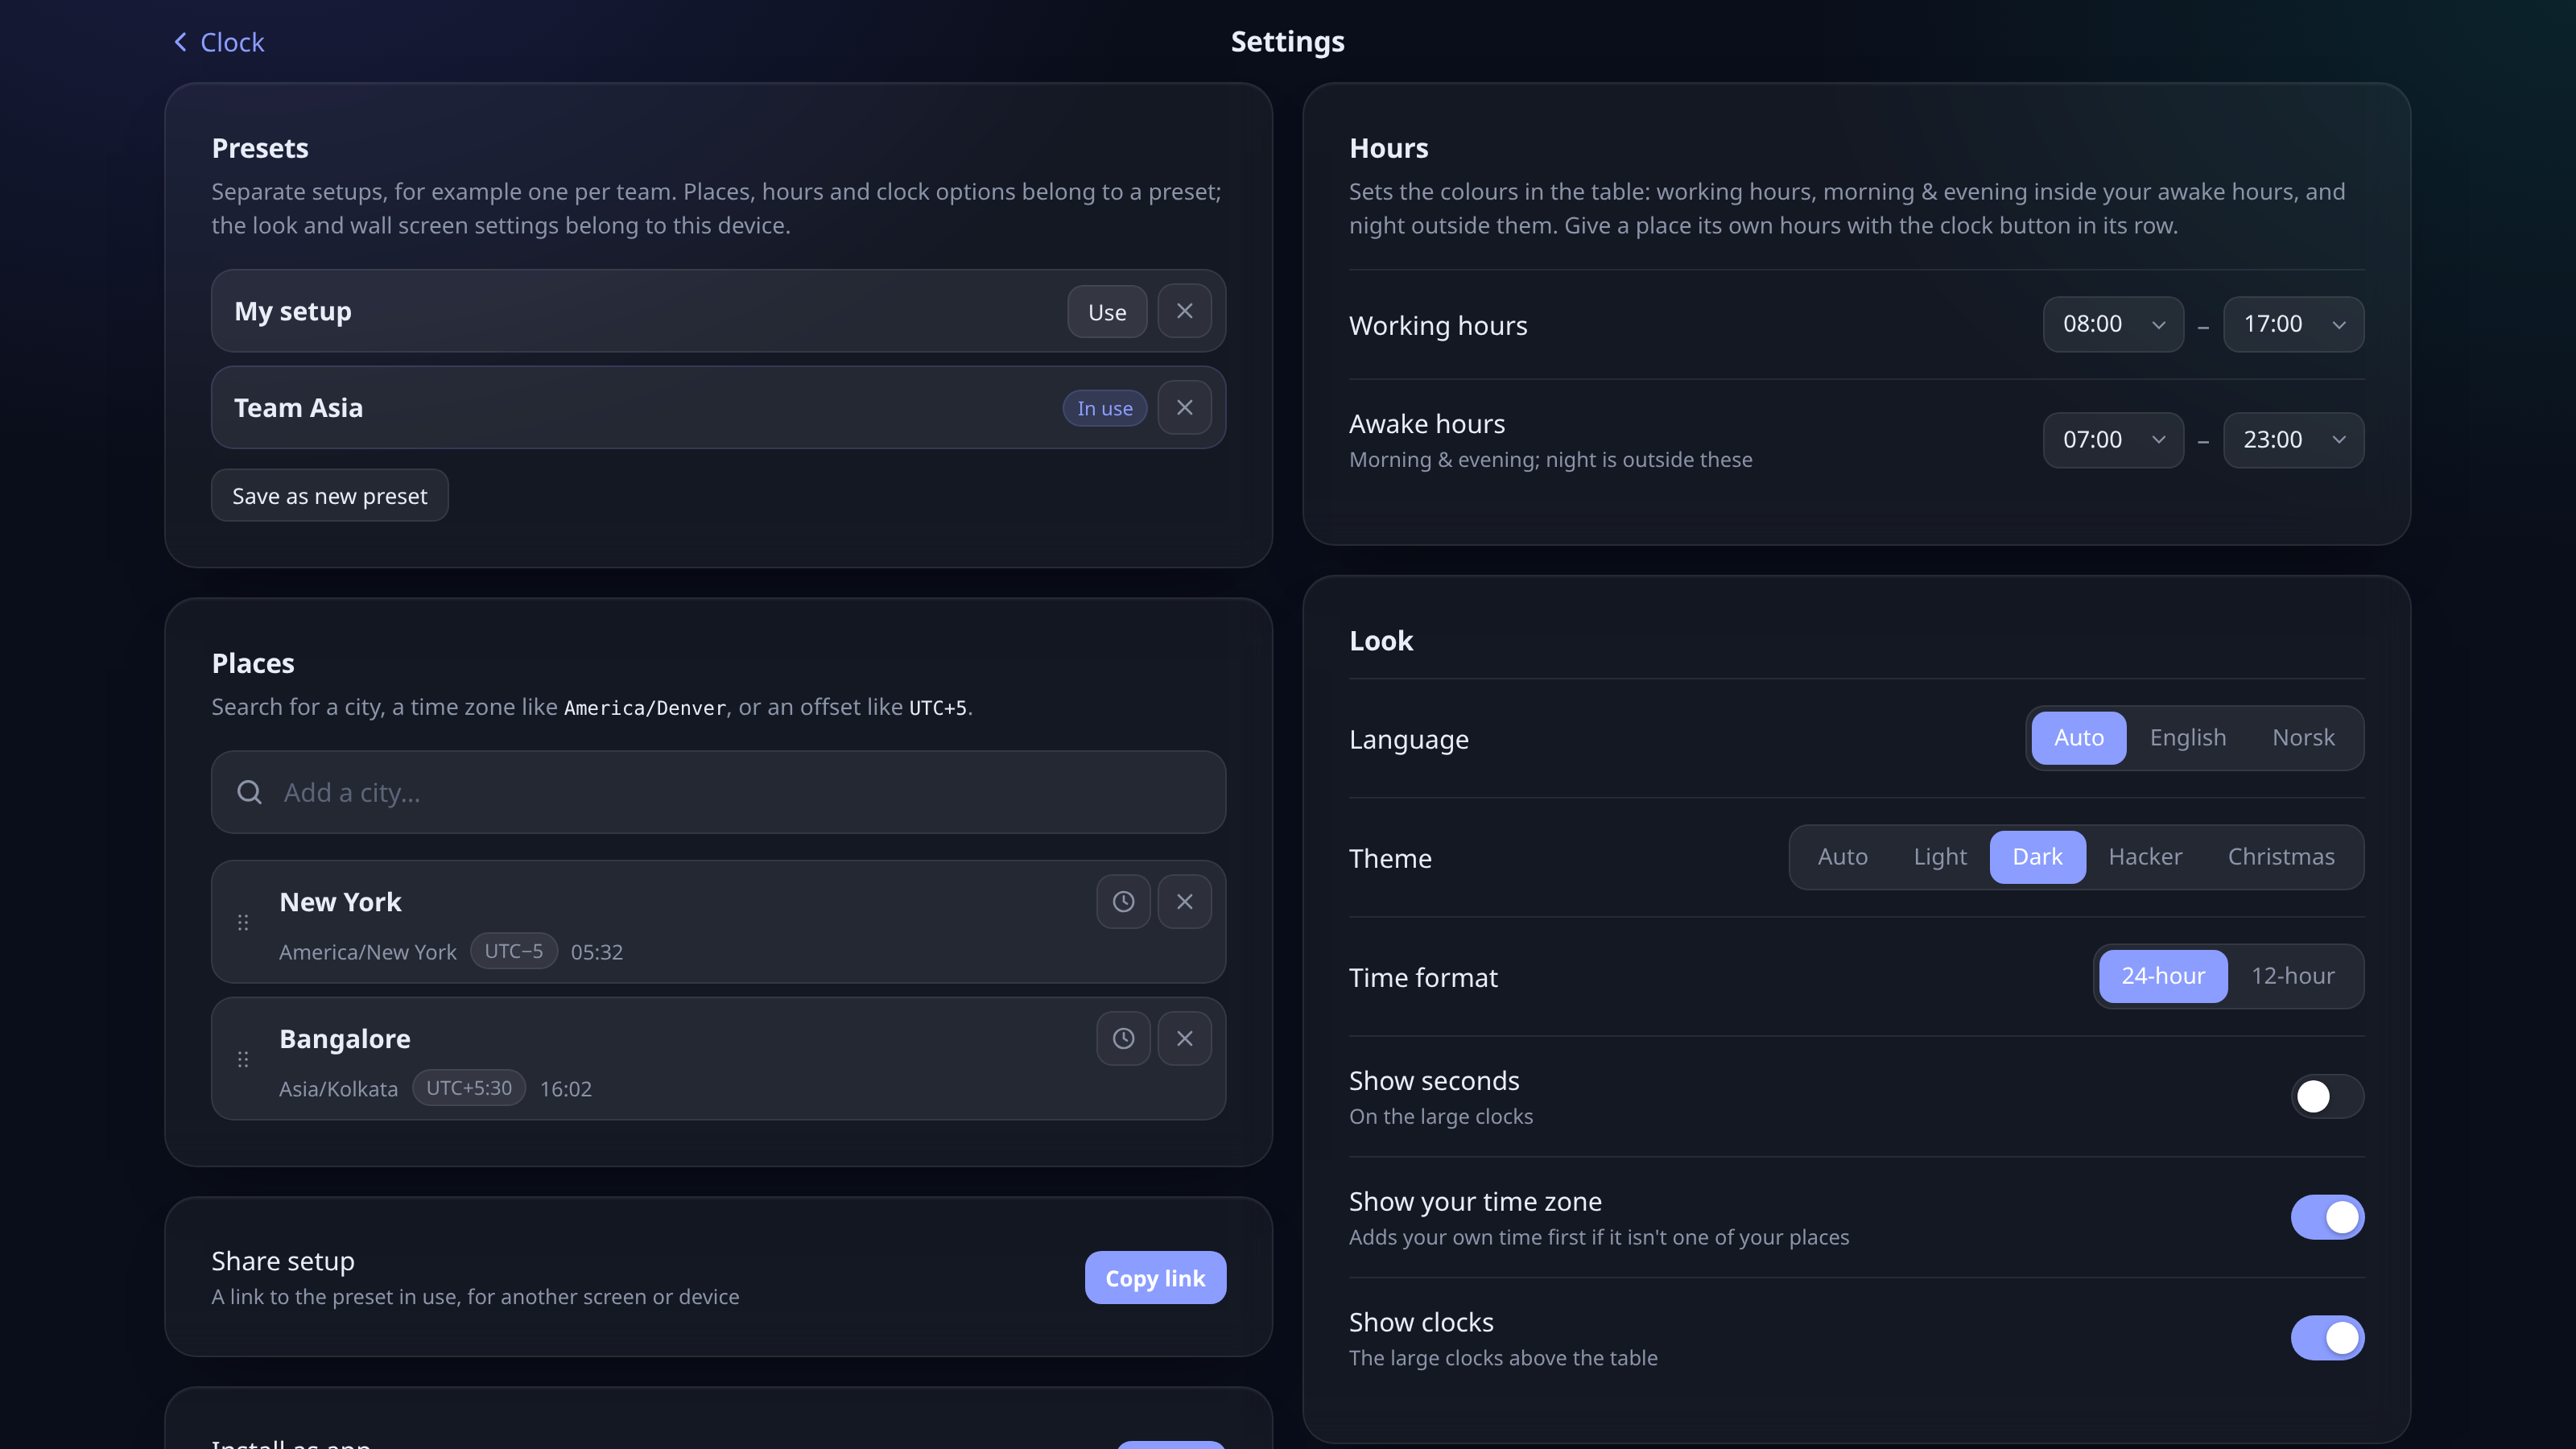 Clock
Settings
Presets
Separate setups, for example one per team. Places, hours and clock options belong to a preset;
the look and wall screen settings belong to this device.
My setup
Use
Team Asia
In use
Save as new preset
Places
Search for a city, a time zone like America/Denver, or an offset like UTC+5.
Add a city...
New York
America/New York UTC−5 05:32
Bangalore
Asia/Kolkata UTC+5:30 16:02
Share setup
A link to the preset in use, for another screen or device
Copy link
Install as app
Hours
Sets the colours in the table: working hours, morning & evening inside your awake hours, and
night outside them. Give a place its own hours with the clock button in its row.
Working hours
08:00 – 17:00
Awake hours
Morning & evening; night is outside these
07:00 – 23:00
Look
Language
Auto English Norsk
Theme
Auto Light Dark Hacker Christmas
Time format
24-hour 12-hour
Show seconds
On the large clocks
Show your time zone
Adds your own time first if it isn't one of your places
Show clocks
The large clocks above the table